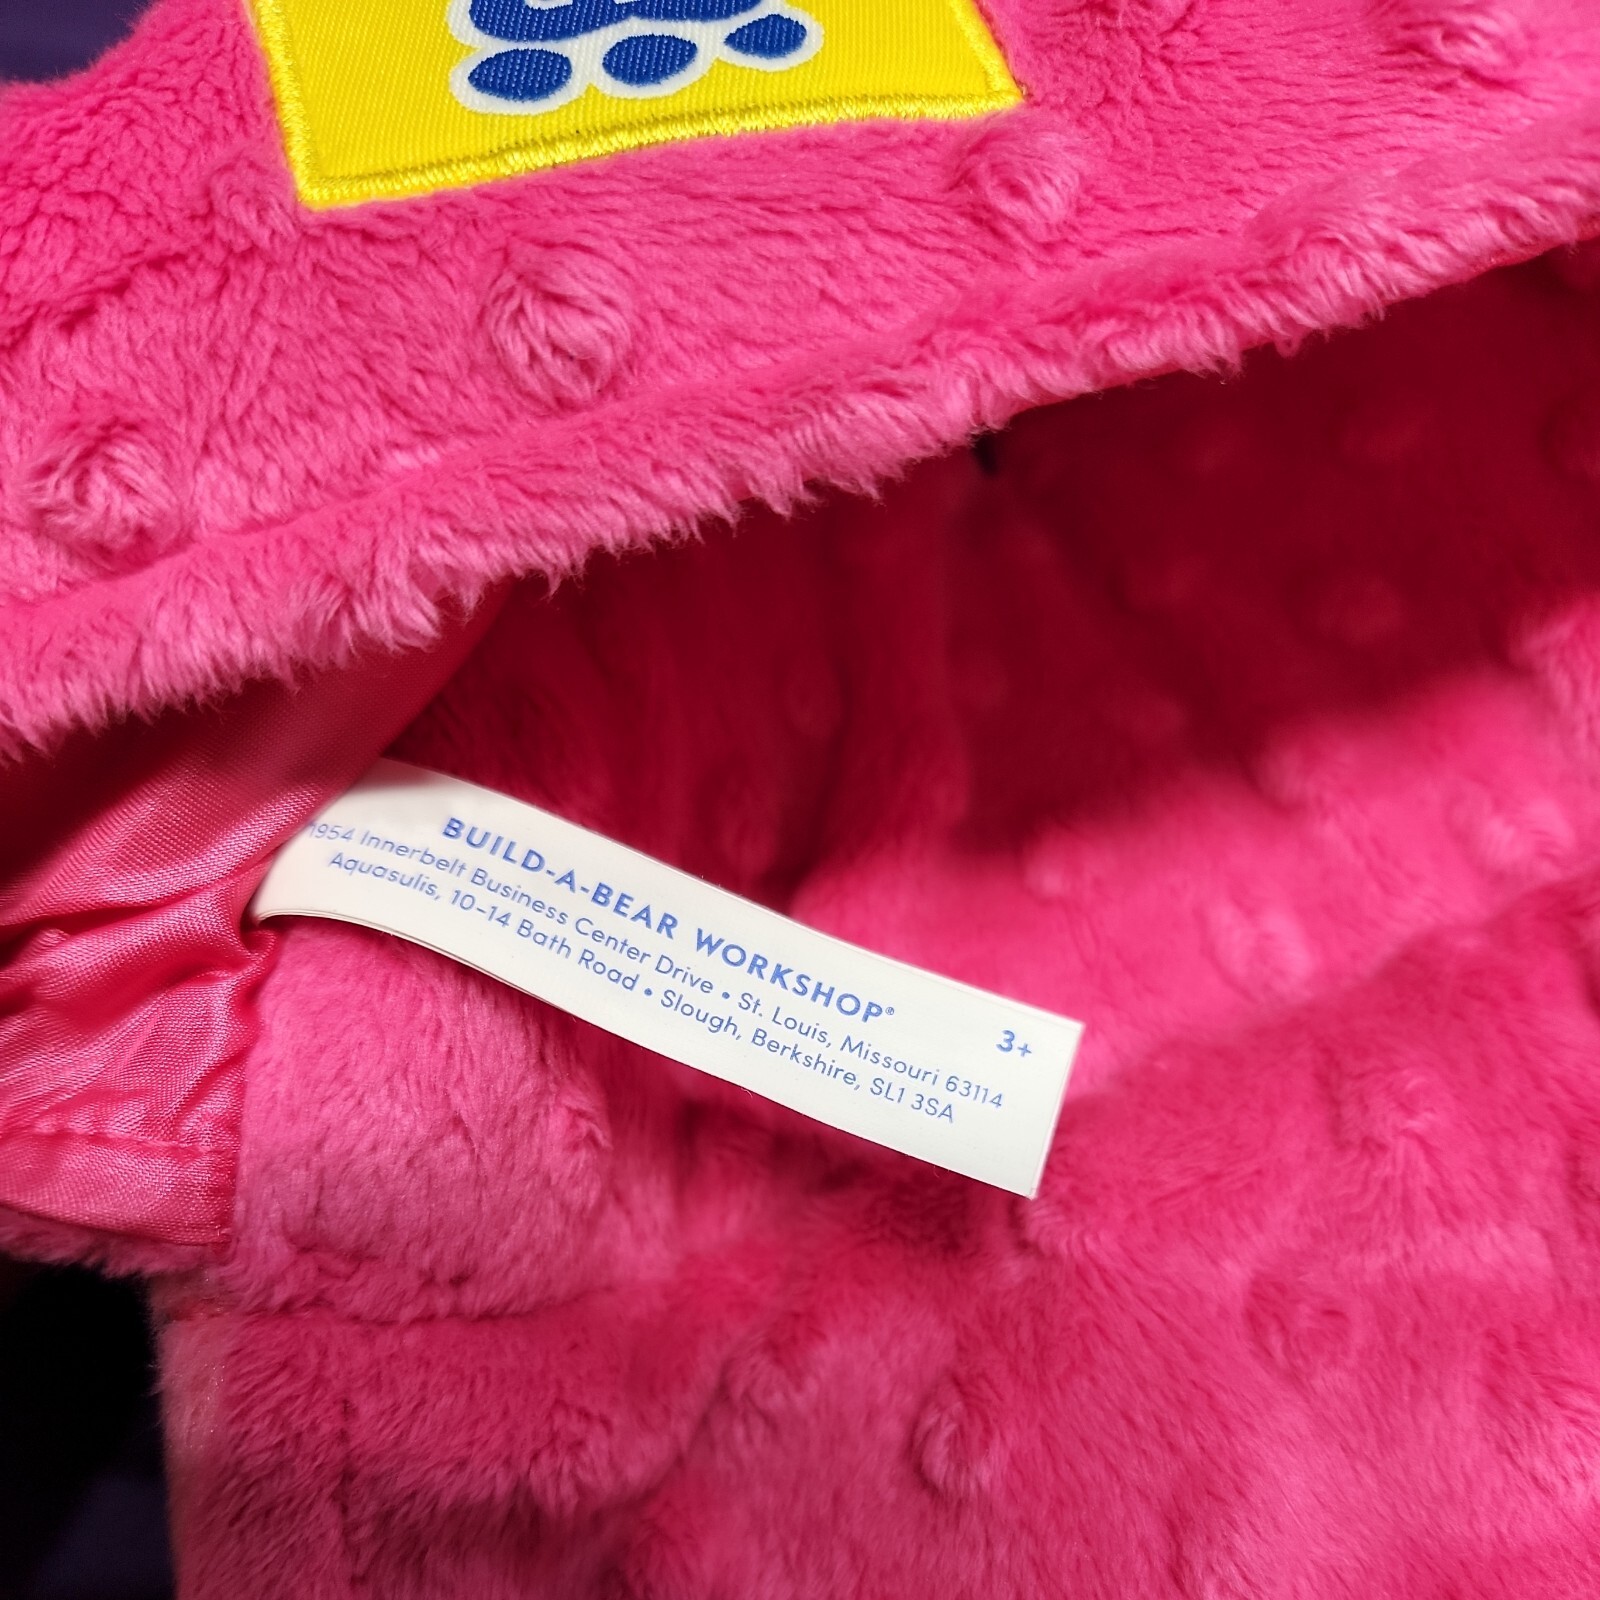 BUILD-A-BEAR WORKSHOP®
3+
1954 Innerbelt Business Center Drive • St. Louis, Missouri 63114
Aquasulis, 10-14 Bath Road • Slough, Berkshire, SL1 3SA